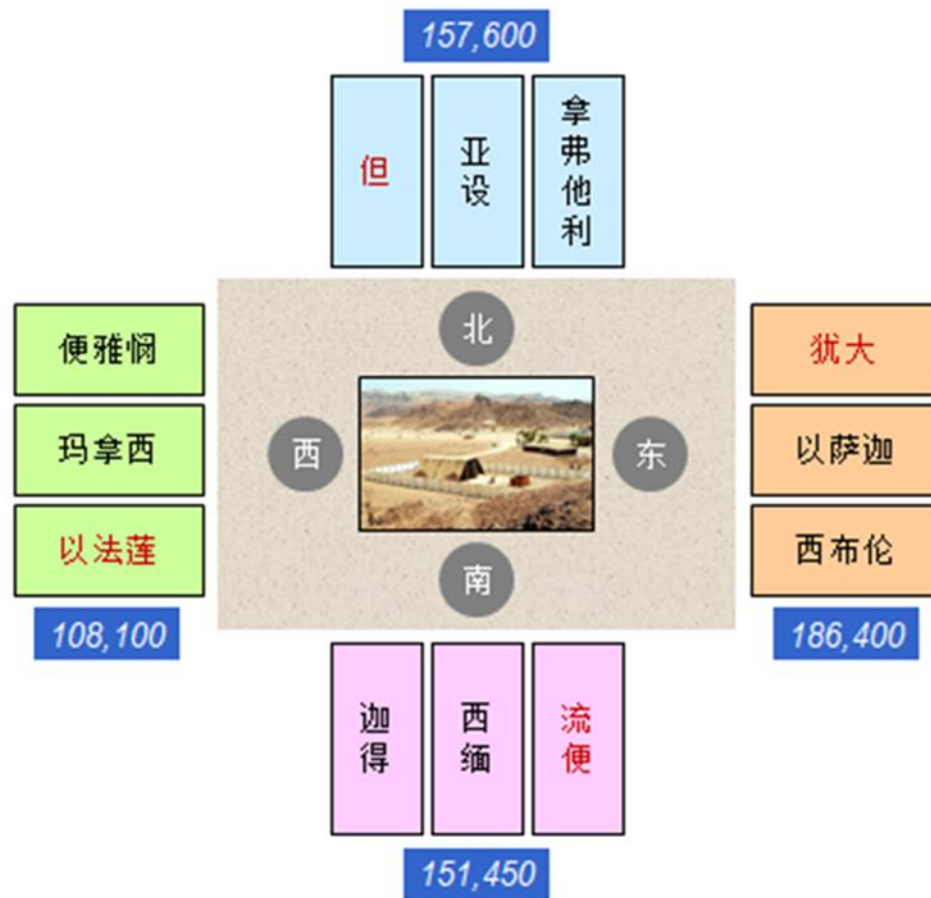 157,600
但
亚设
拿弗他利
北
便雅悯
玛拿西
以法莲
108,100
西
东
犹大
以萨迦
西布伦
186,400
南
迦得
西缅
流便
151,450